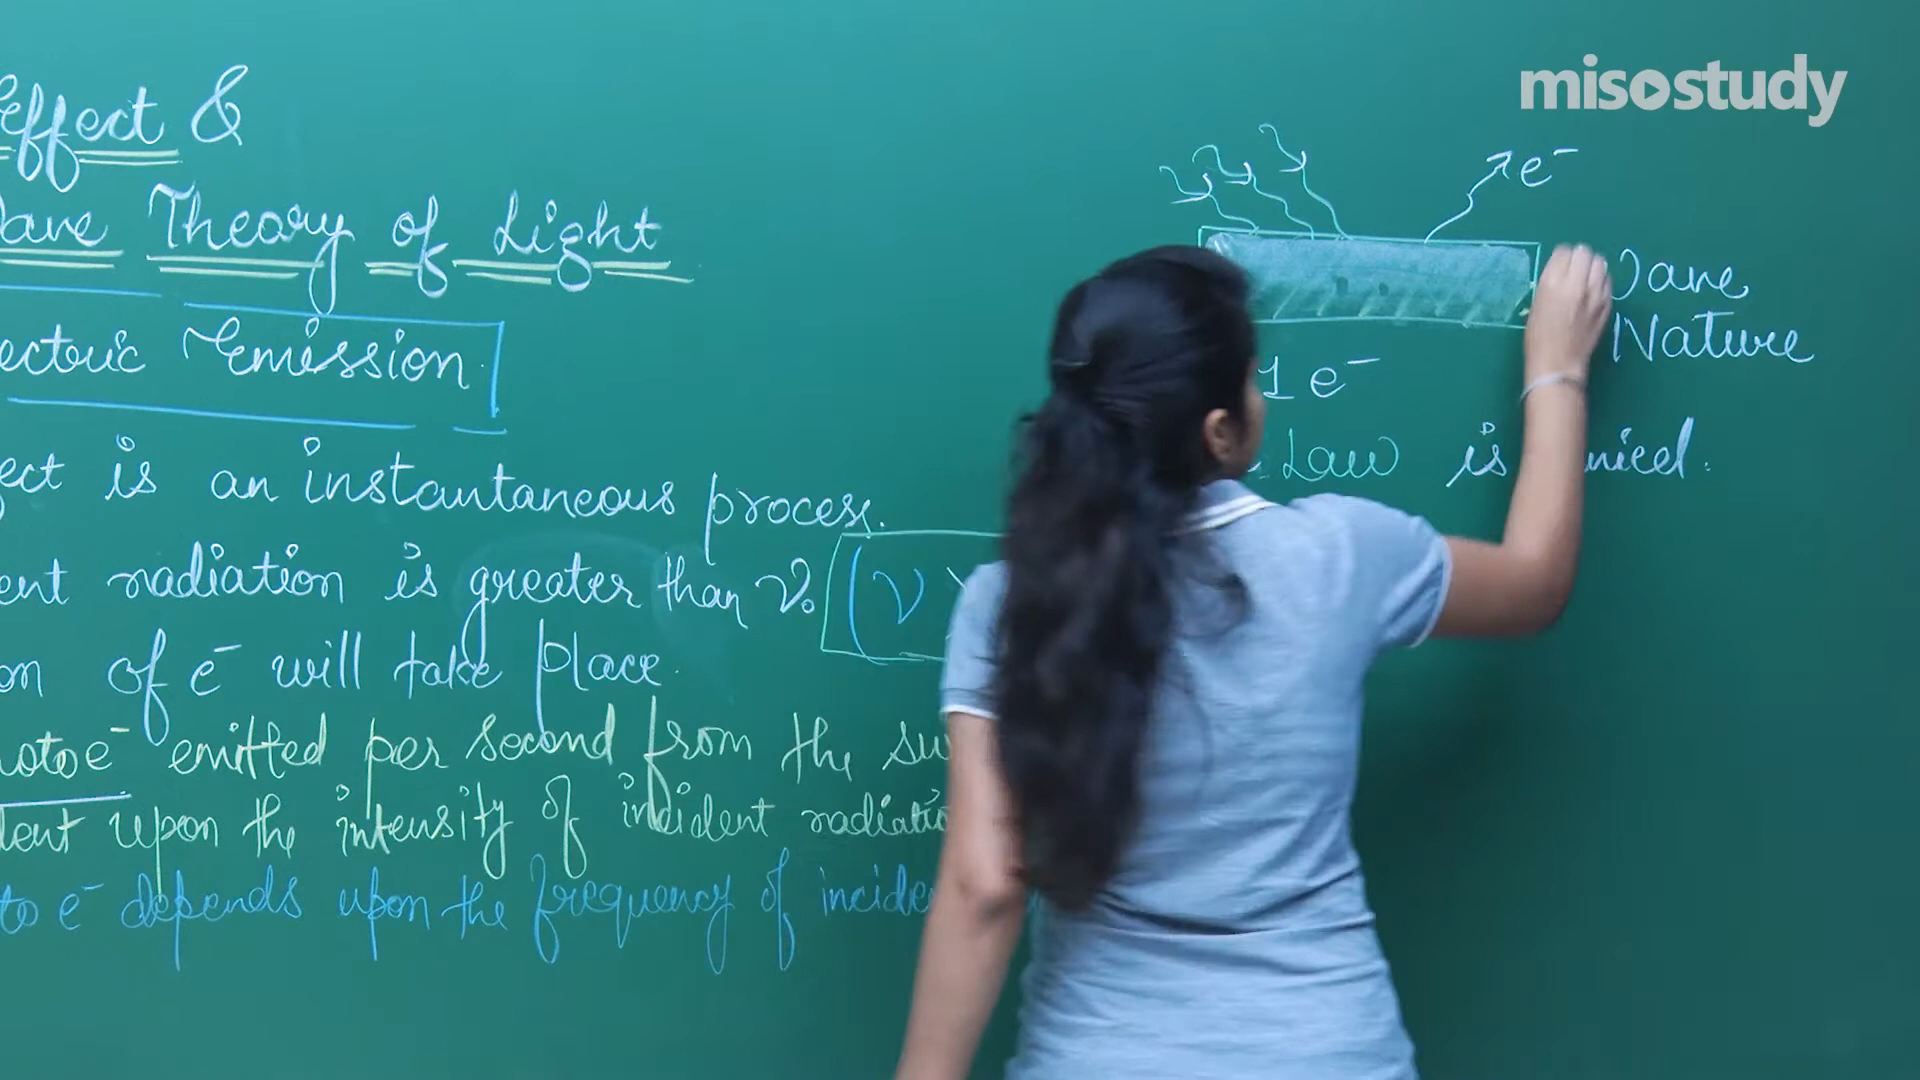 Effect &
Wave Theory of Light
ectric Emission
ect is an instantaneous process.
ent radiation is greater than ν₀ (ν
on of e⁻ will take place.
oto e⁻ emitted per second from the su
dent upon the intensity of incident radiatio
to e⁻ depends upon the frequency of incide
misostudy
e⁻
Wave
Nature
1 e⁻
Law is